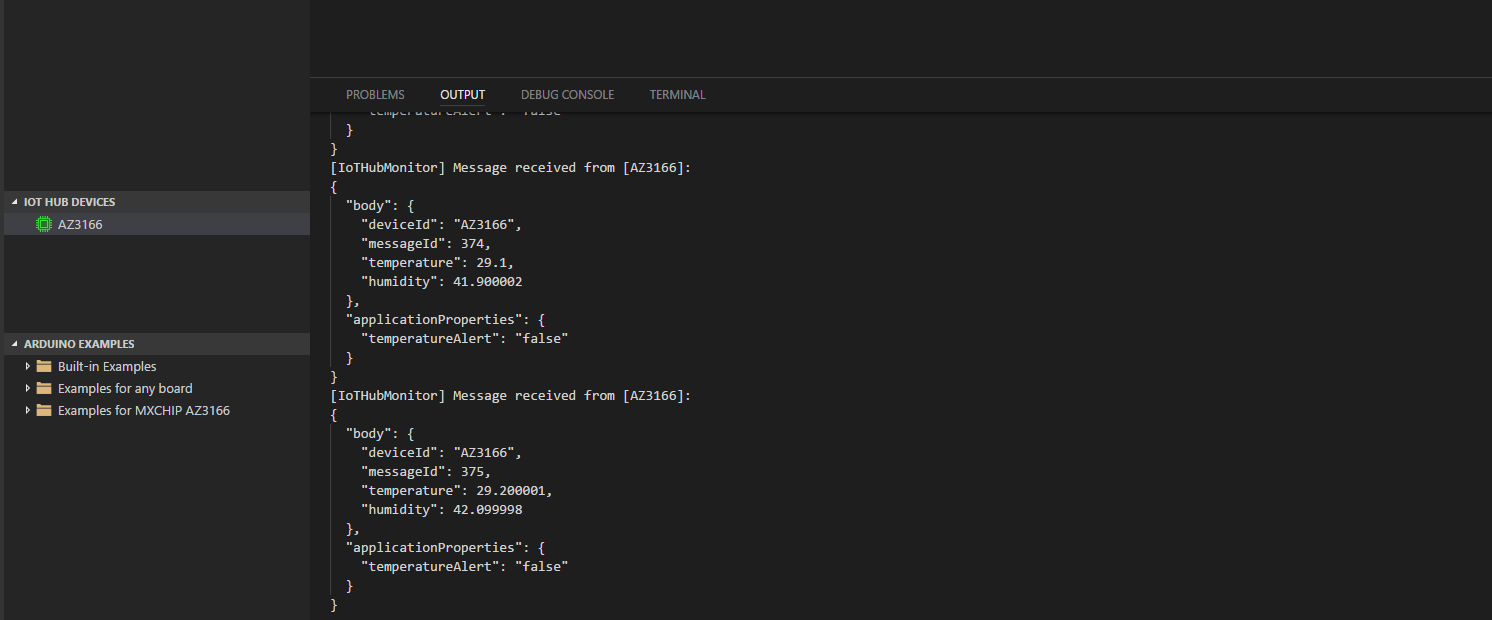 IOT HUB DEVICES
AZ3166
ARDUINO EXAMPLES
Built-in Examples
Examples for any board
Examples for MXCHIP AZ3166
PROBLEMS OUTPUT DEBUG CONSOLE TERMINAL
"temperatureAlert": "false"
}
}
[IoTHubMonitor] Message received from [AZ3166]:
{
"body": {
"deviceId": "AZ3166",
"messageId": 374,
"temperature": 29.1,
"humidity": 41.900002
},
"applicationProperties": {
"temperatureAlert": "false"
}
}
[IoTHubMonitor] Message received from [AZ3166]:
{
"body": {
"deviceId": "AZ3166",
"messageId": 375,
"temperature": 29.200001,
"humidity": 42.099998
},
"applicationProperties": {
"temperatureAlert": "false"
}
}